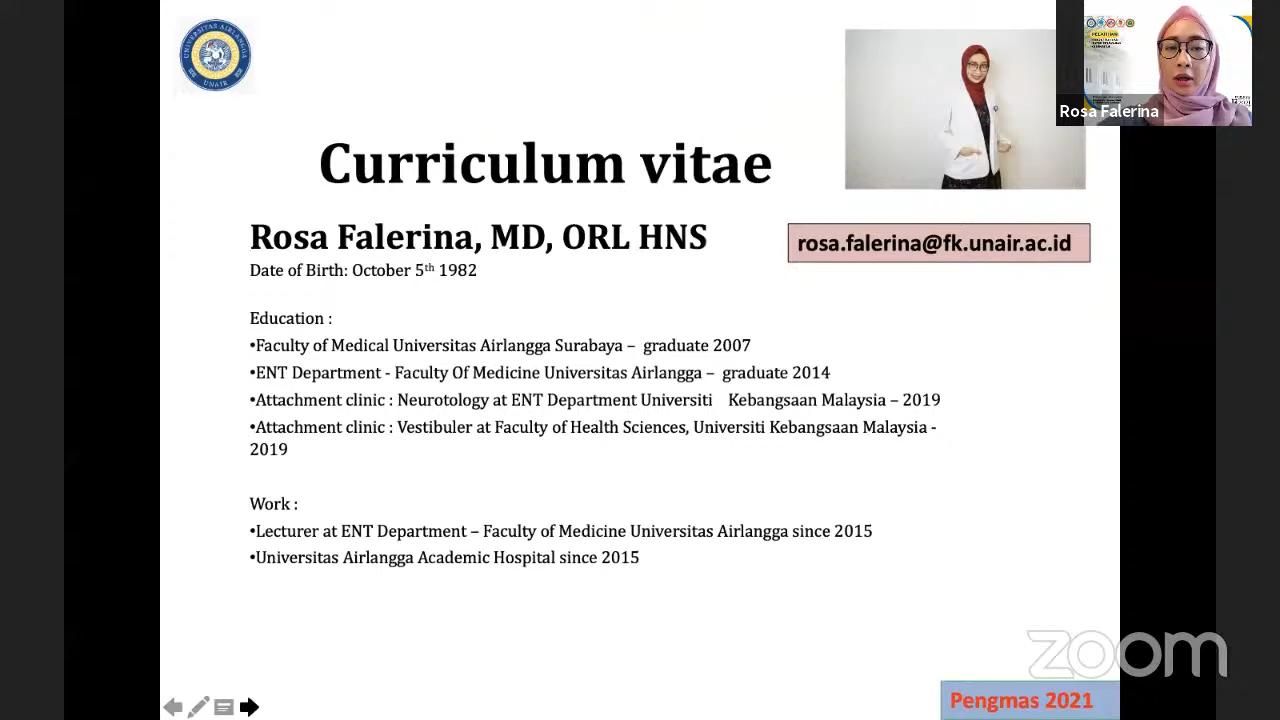 UNIVERSITAS AIRLANGGA
UNAIR
PELATIHAN
Rosa Falerina
Curriculum vitae
Rosa Falerina, MD, ORL HNS
rosa.falerina@fk.unair.ac.id
Date of Birth: October 5th 1982
Education :
•Faculty of Medical Universitas Airlangga Surabaya – graduate 2007
•ENT Department - Faculty Of Medicine Universitas Airlangga – graduate 2014
•Attachment clinic : Neurotology at ENT Department Universiti Kebangsaan Malaysia – 2019
•Attachment clinic : Vestibuler at Faculty of Health Sciences, Universiti Kebangsaan Malaysia -
2019
Work :
•Lecturer at ENT Department – Faculty of Medicine Universitas Airlangga since 2015
•Universitas Airlangga Academic Hospital since 2015
zoom
Pengmas 2021